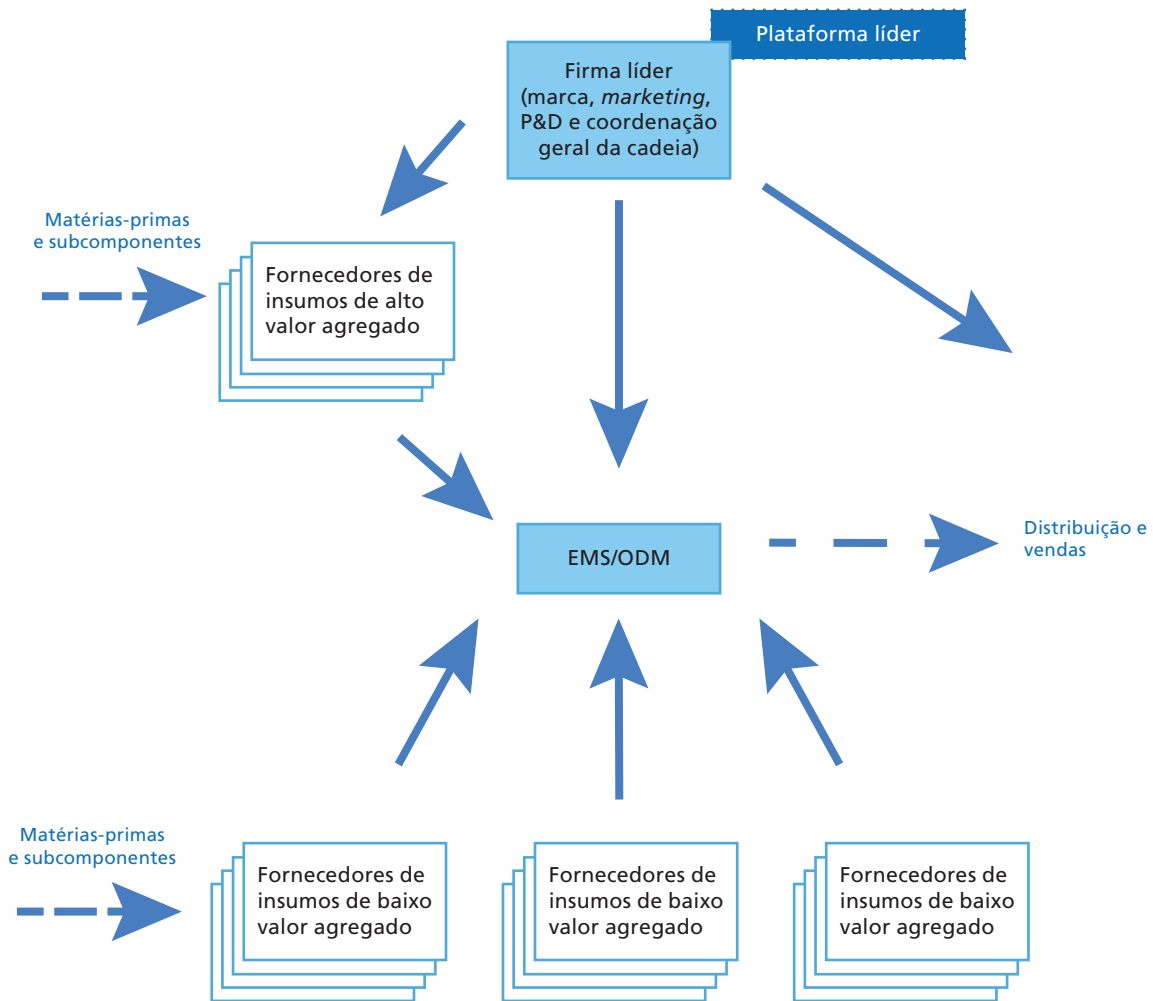 Plataforma líder
Firma líder
(marca, marketing,
P&D e coordenação
geral da cadeia)
Matérias-primas
e subcomponentes
Fornecedores de
insumos de alto
valor agregado
EMS/ODM
Distribuição e
vendas
Matérias-primas
e subcomponentes
Fornecedores de
insumos de baixo
valor agregado
Fornecedores de
insumos de baixo
valor agregado
Fornecedores de
insumos de baixo
valor agregado